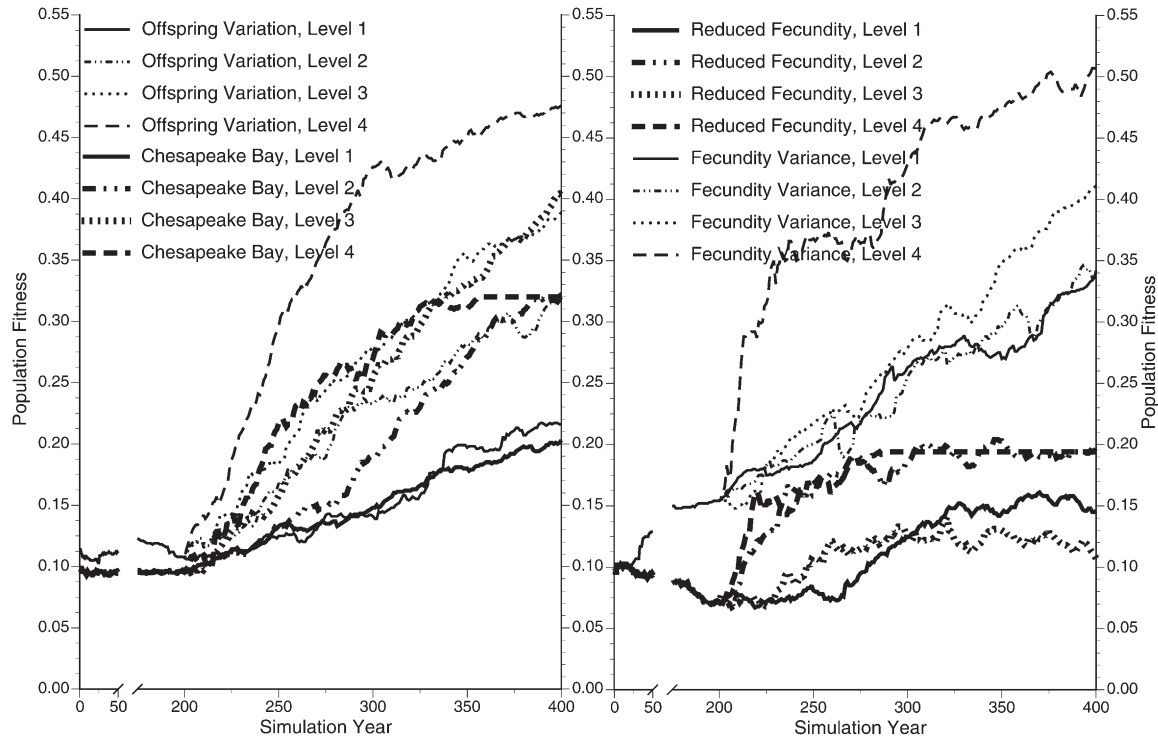 0.55
0.50
0.45
0.40
0.35
0.30
0.25
0.20
0.15
0.10
0.05
0.00
Population Fitness
Offspring Variation, Level 1
Offspring Variation, Level 2
Offspring Variation, Level 3
Offspring Variation, Level 4
Chesapeake Bay, Level 1
Chesapeake Bay, Level 2
Chesapeake Bay, Level 3
Chesapeake Bay, Level 4
0 50 200 250 300 350 400
Simulation Year
0.55
0.50
0.45
0.40
0.35
0.30
0.25
0.20
0.15
0.10
0.05
0.00
Reduced Fecundity, Level 1
Reduced Fecundity, Level 2
Reduced Fecundity, Level 3
Reduced Fecundity, Level 4
Fecundity Variance, Level 1
Fecundity Variance, Level 2
Fecundity Variance, Level 3
Fecundity Variance, Level 4
0 50 200 250 300 350 400
Simulation Year
0.55
0.50
0.45
0.40
0.35
0.30
0.25
0.20
0.15
0.10
0.05
0.00
Population Fitness